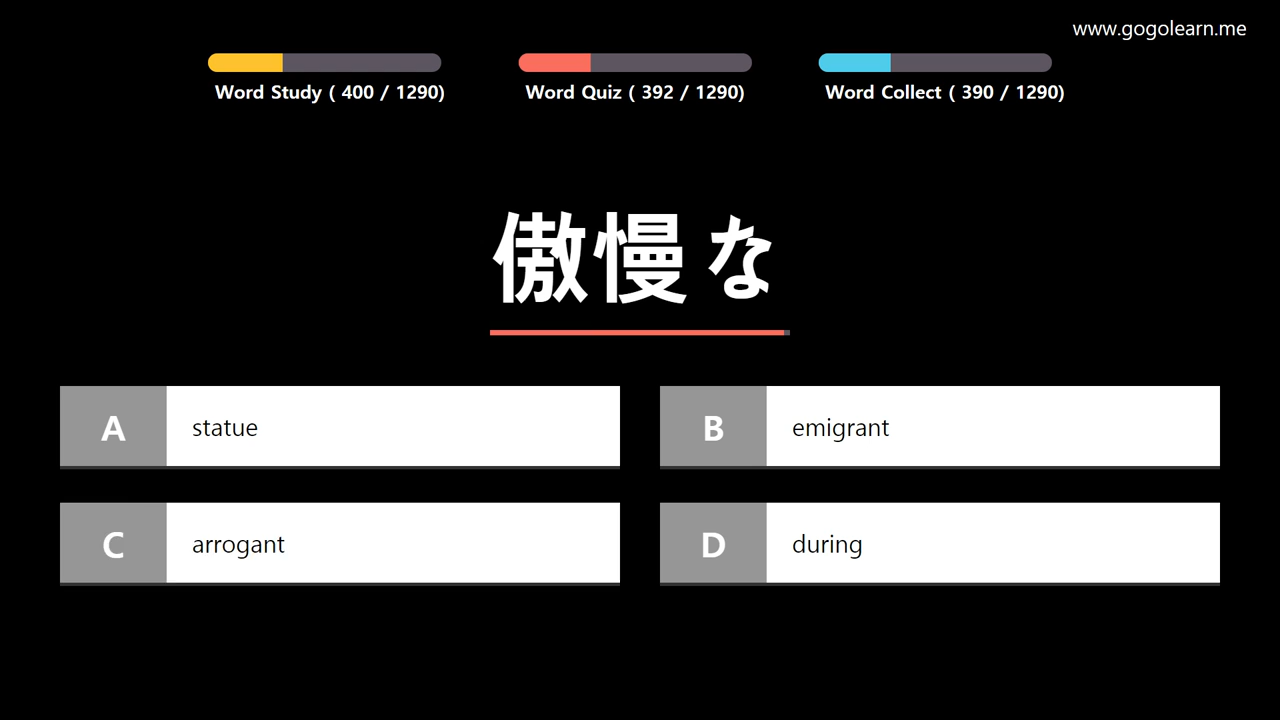 www.gogolearn.me
Word Study ( 400 / 1290)
Word Quiz ( 392 / 1290)
Word Collect ( 390 / 1290)
傲慢な
A statue
B emigrant
C arrogant
D during